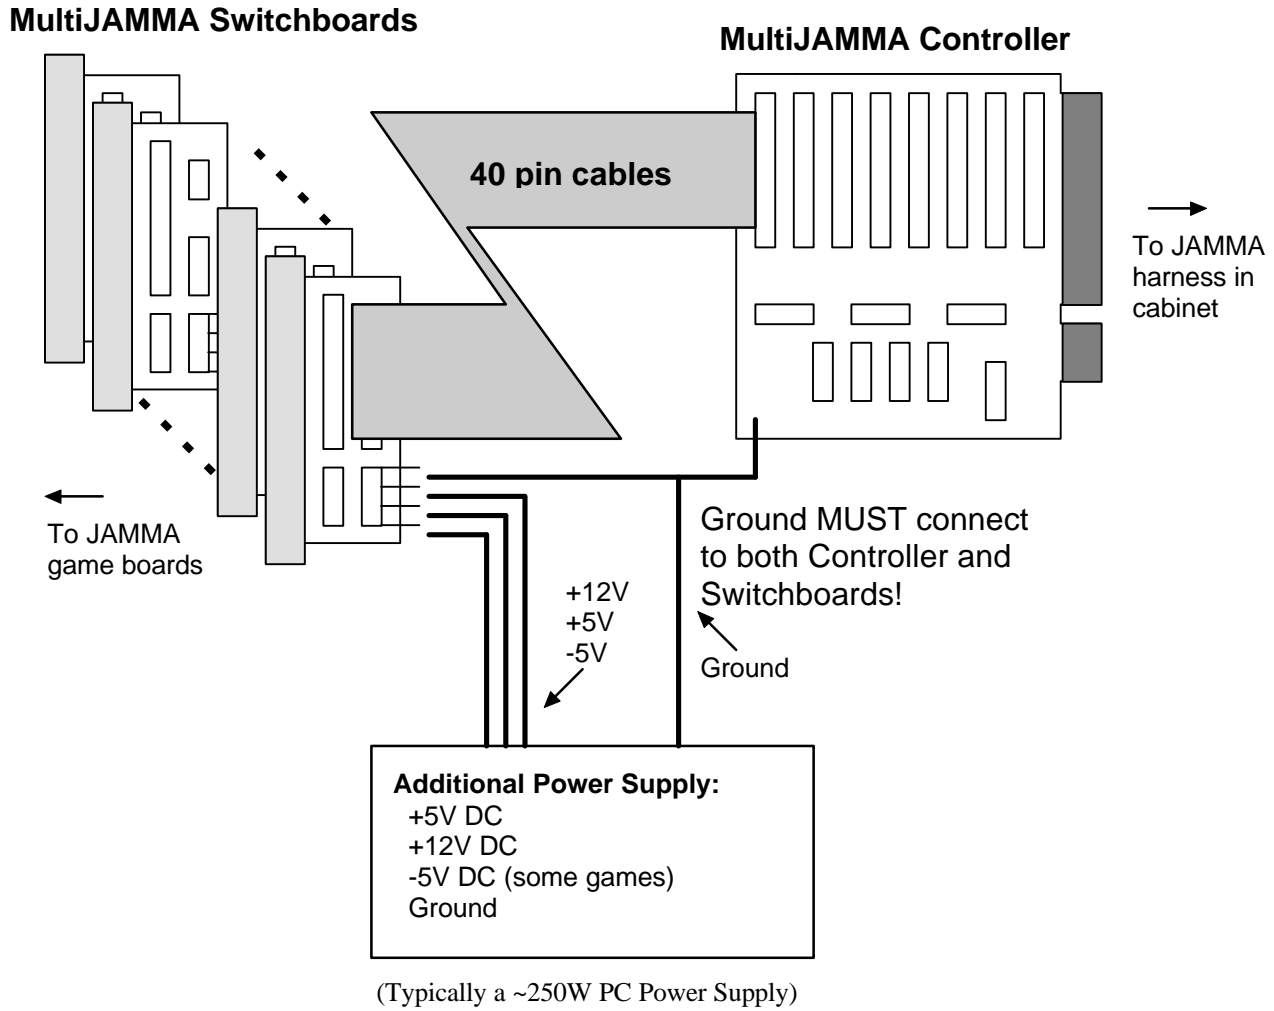 MultiJAMMA Switchboards
MultiJAMMA Controller
40 pin cables
To JAMMA
harness in
cabinet
To JAMMA
game boards
Ground MUST connect
to both Controller and
Switchboards!
+12V
+5V
-5V
Ground
Additional Power Supply:
+5V DC
+12V DC
-5V DC (some games)
Ground
(Typically a ~250W PC Power Supply)